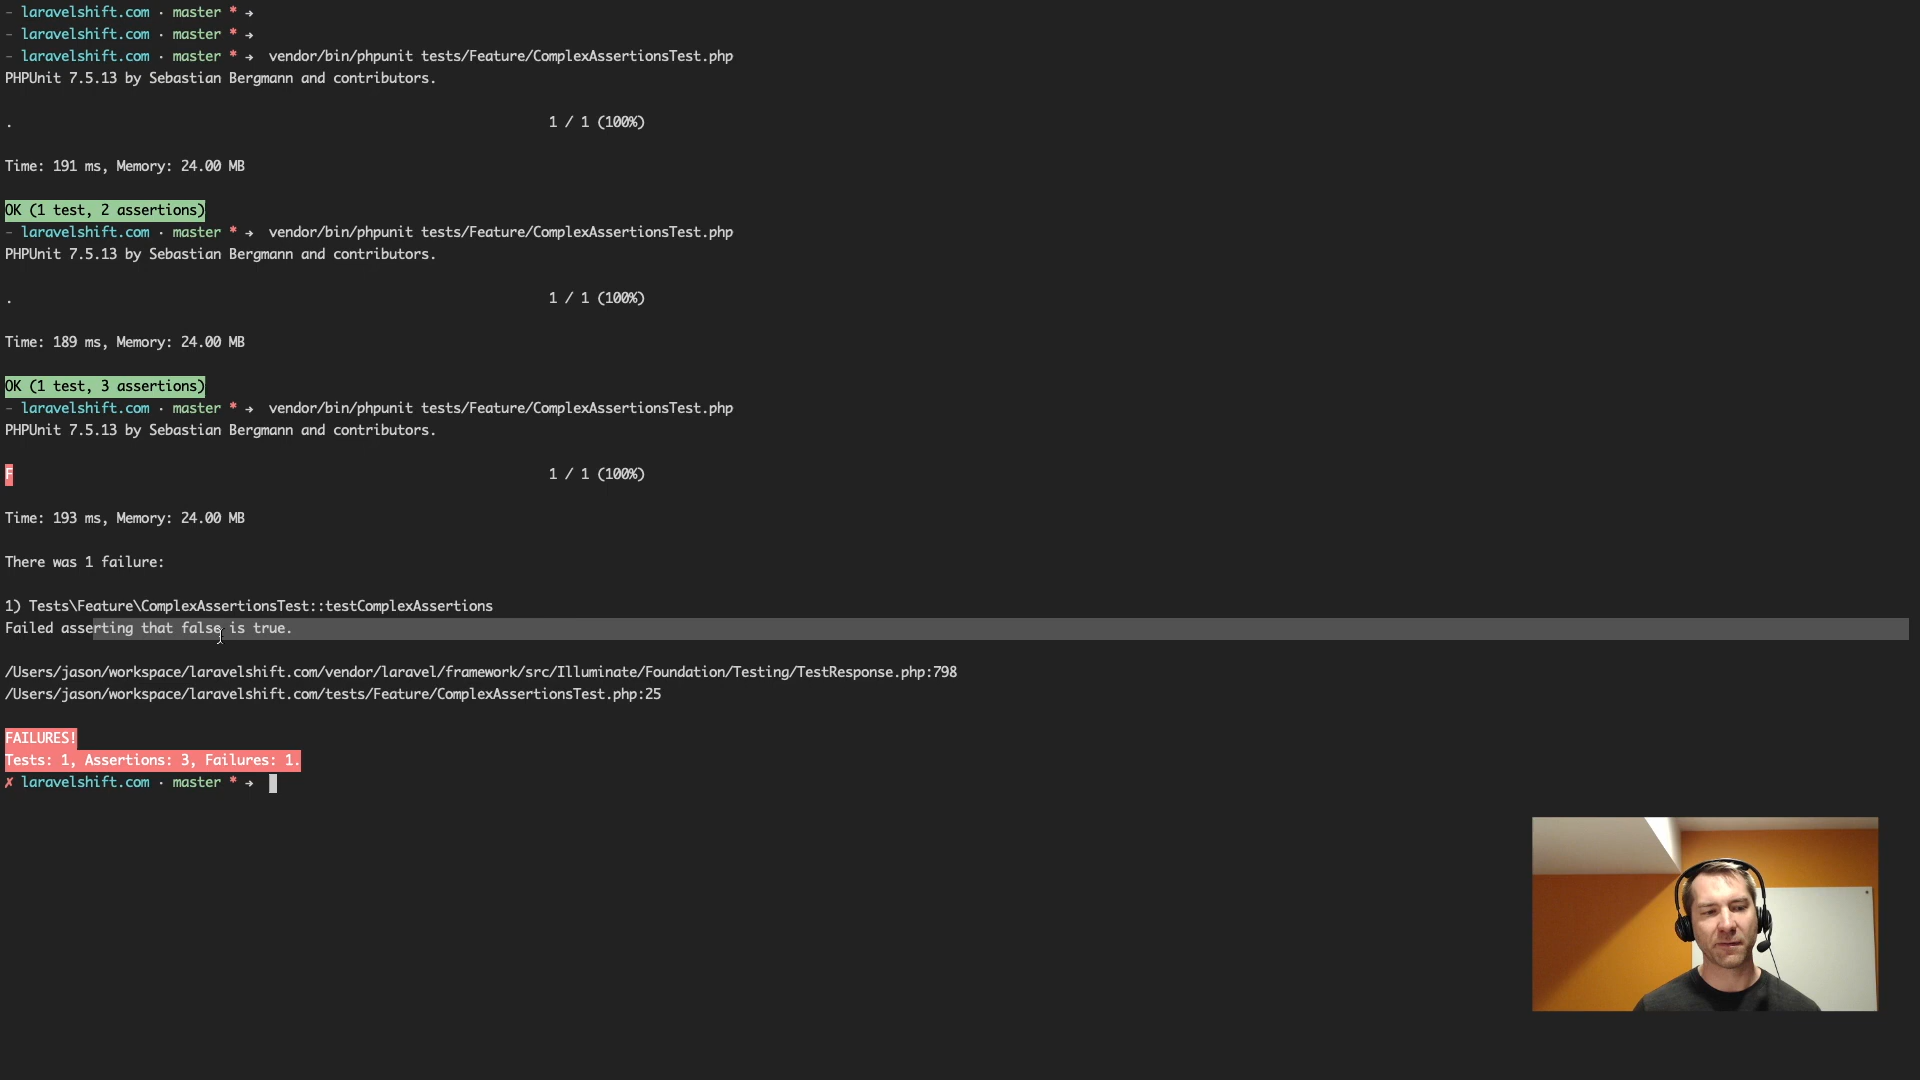 - laravelshift.com · master * →
- laravelshift.com · master * →
- laravelshift.com · master * → vendor/bin/phpunit tests/Feature/ComplexAssertionsTest.php
PHPUnit 7.5.13 by Sebastian Bergmann and contributors.
. 1 / 1 (100%)
Time: 191 ms, Memory: 24.00 MB
OK (1 test, 2 assertions)
- laravelshift.com · master * → vendor/bin/phpunit tests/Feature/ComplexAssertionsTest.php
PHPUnit 7.5.13 by Sebastian Bergmann and contributors.
. 1 / 1 (100%)
Time: 189 ms, Memory: 24.00 MB
OK (1 test, 3 assertions)
- laravelshift.com · master * → vendor/bin/phpunit tests/Feature/ComplexAssertionsTest.php
PHPUnit 7.5.13 by Sebastian Bergmann and contributors.
F 1 / 1 (100%)
Time: 193 ms, Memory: 24.00 MB
There was 1 failure:
1) Tests\Feature\ComplexAssertionsTest::testComplexAssertions
Failed asserting that false is true.
/Users/jason/workspace/laravelshift.com/vendor/laravel/framework/src/Illuminate/Foundation/Testing/TestResponse.php:798
/Users/jason/workspace/laravelshift.com/tests/Feature/ComplexAssertionsTest.php:25
FAILURES!
Tests: 1, Assertions: 3, Failures: 1.
✗ laravelshift.com · master * →